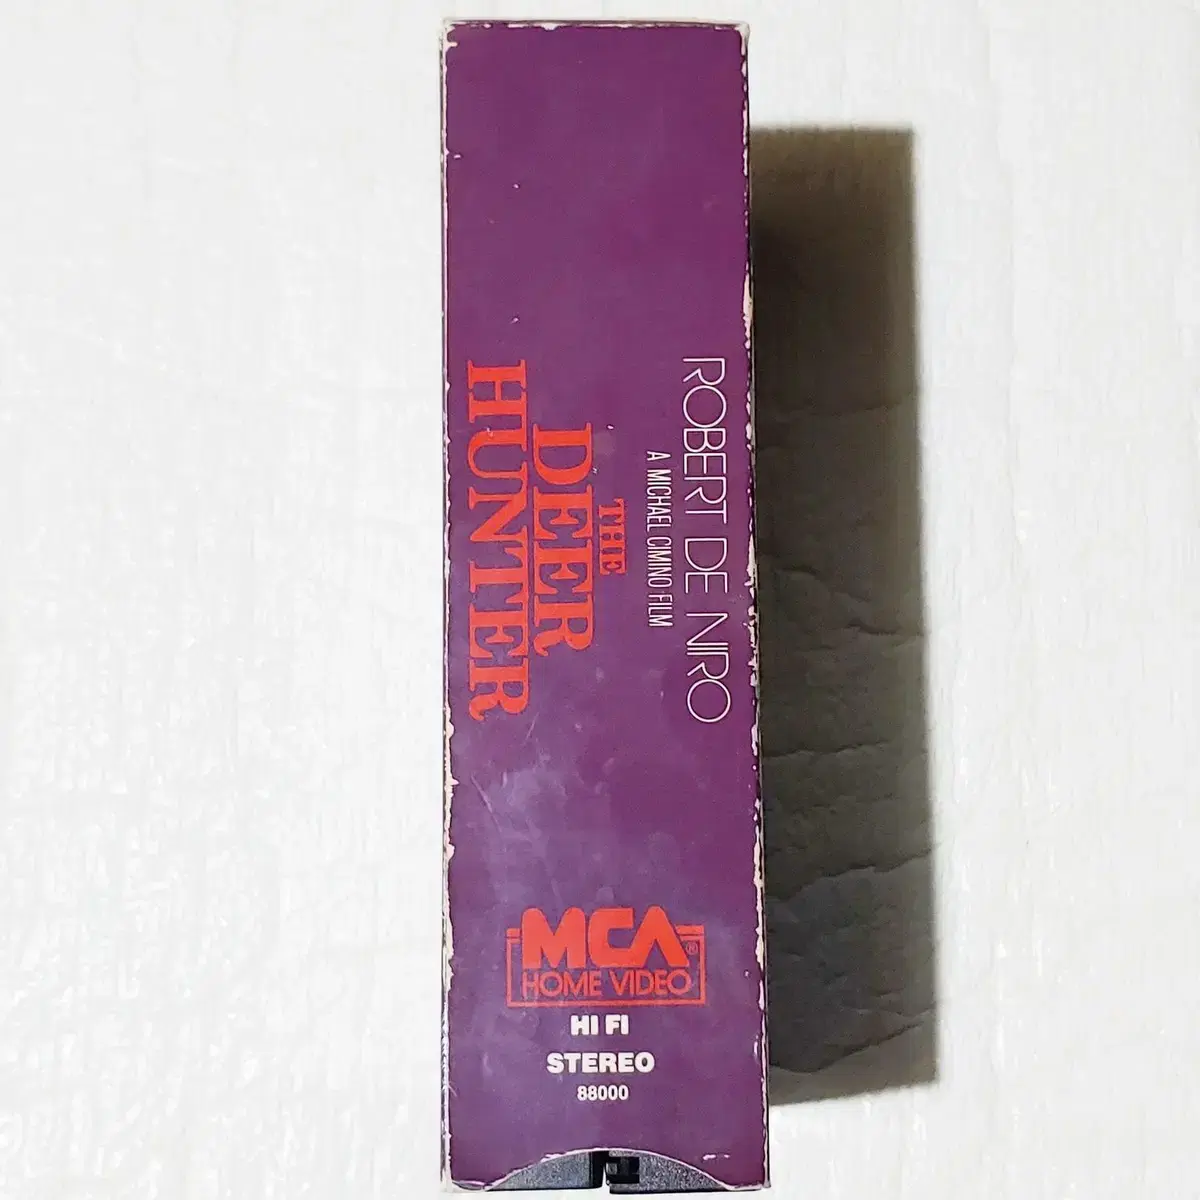 ROBERT DE NIRO
A MICHAEL CIMINO FILM
THE
DEER
HUNTER
MCA®
HOME VIDEO
HI FI
STEREO
88000